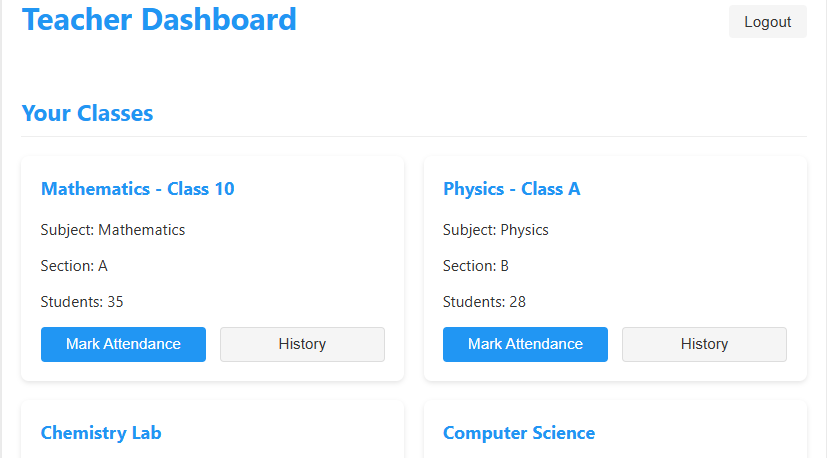 Teacher Dashboard
Logout
Your Classes
Mathematics - Class 10
Subject: Mathematics
Section: A
Students: 35
Mark Attendance
History
Physics - Class A
Subject: Physics
Section: B
Students: 28
Mark Attendance
History
Chemistry Lab
Computer Science